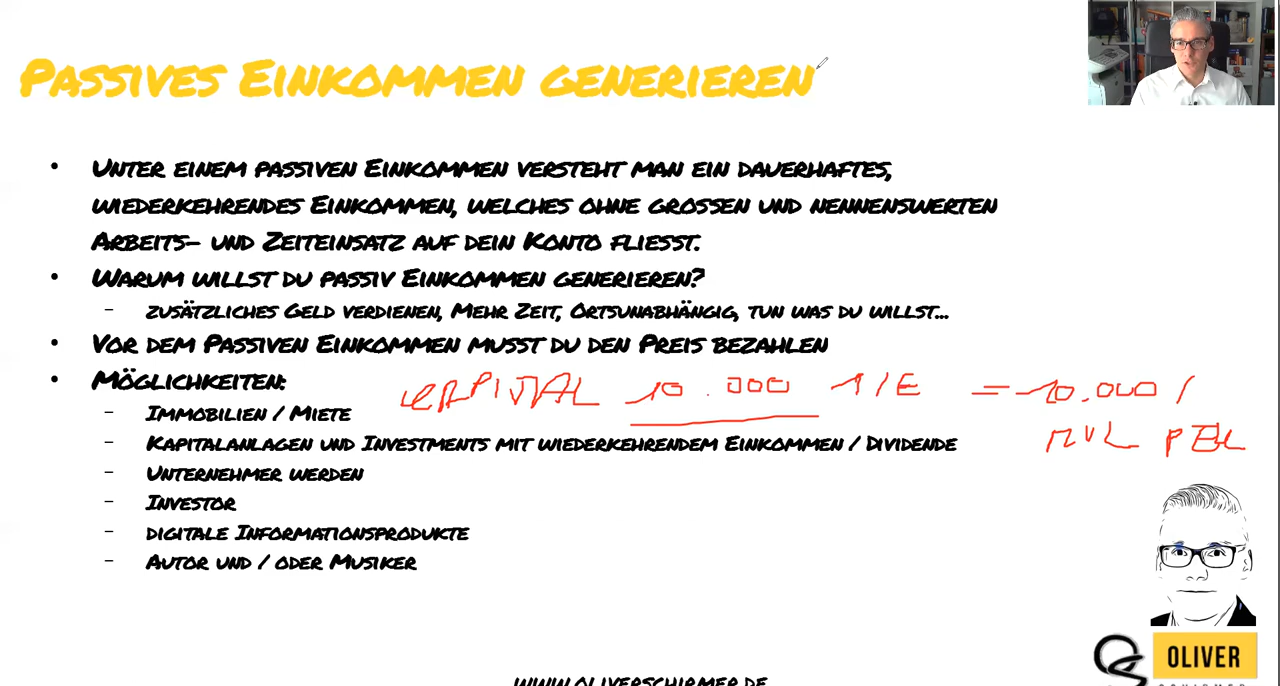 Passives Einkommen generieren
• Unter einem passiven Einkommen versteht man ein dauerhaftes,
wiederkehrendes Einkommen, welches ohne grossen und nennenswerten
Arbeits- und Zeiteinsatz auf dein Konto fliesst.
• Warum willst du passiv Einkommen generieren?
– zusätzliches Geld verdienen, Mehr Zeit, Ortsunabhängig, tun was du willst...
• Vor dem Passiven Einkommen musst du den Preis bezahlen
• Möglichkeiten:
KAPITAL 10.000 1/E = 10.000 /
– Immobilien / Miete
– Kapitalanlagen und Investments mit wiederkehrendem Einkommen / Dividende
– Unternehmer werden
– Investor
– digitale Informationsprodukte
– Autor und / oder Musiker
www.oliverschirmer.de
OS OLIVER